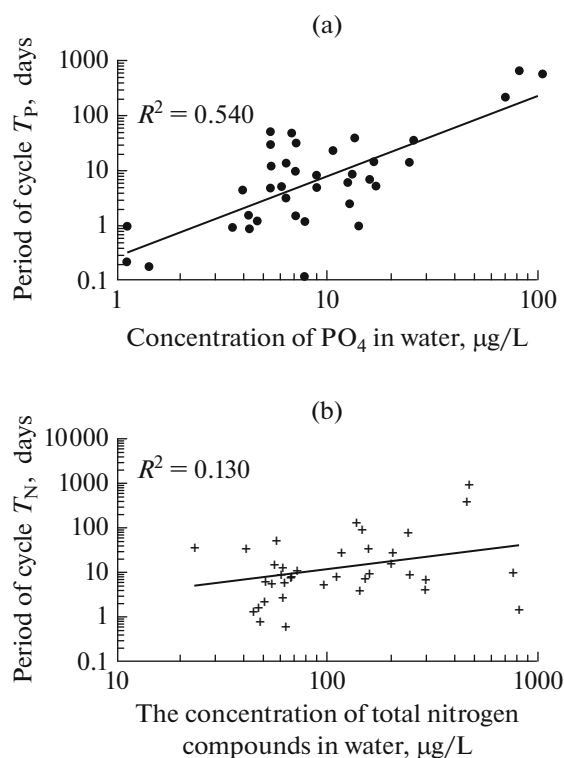 (a)
Period of cycle T_P, days
1000
100
10
1
0.1
R² = 0.540
1
10
100
Concentration of PO₄ in water, μg/L
(b)
Period of cycle T_N, days
10000
1000
100
10
1
0.1
R² = 0.130
10
100
1000
The concentration of total nitrogen
compounds in water, μg/L